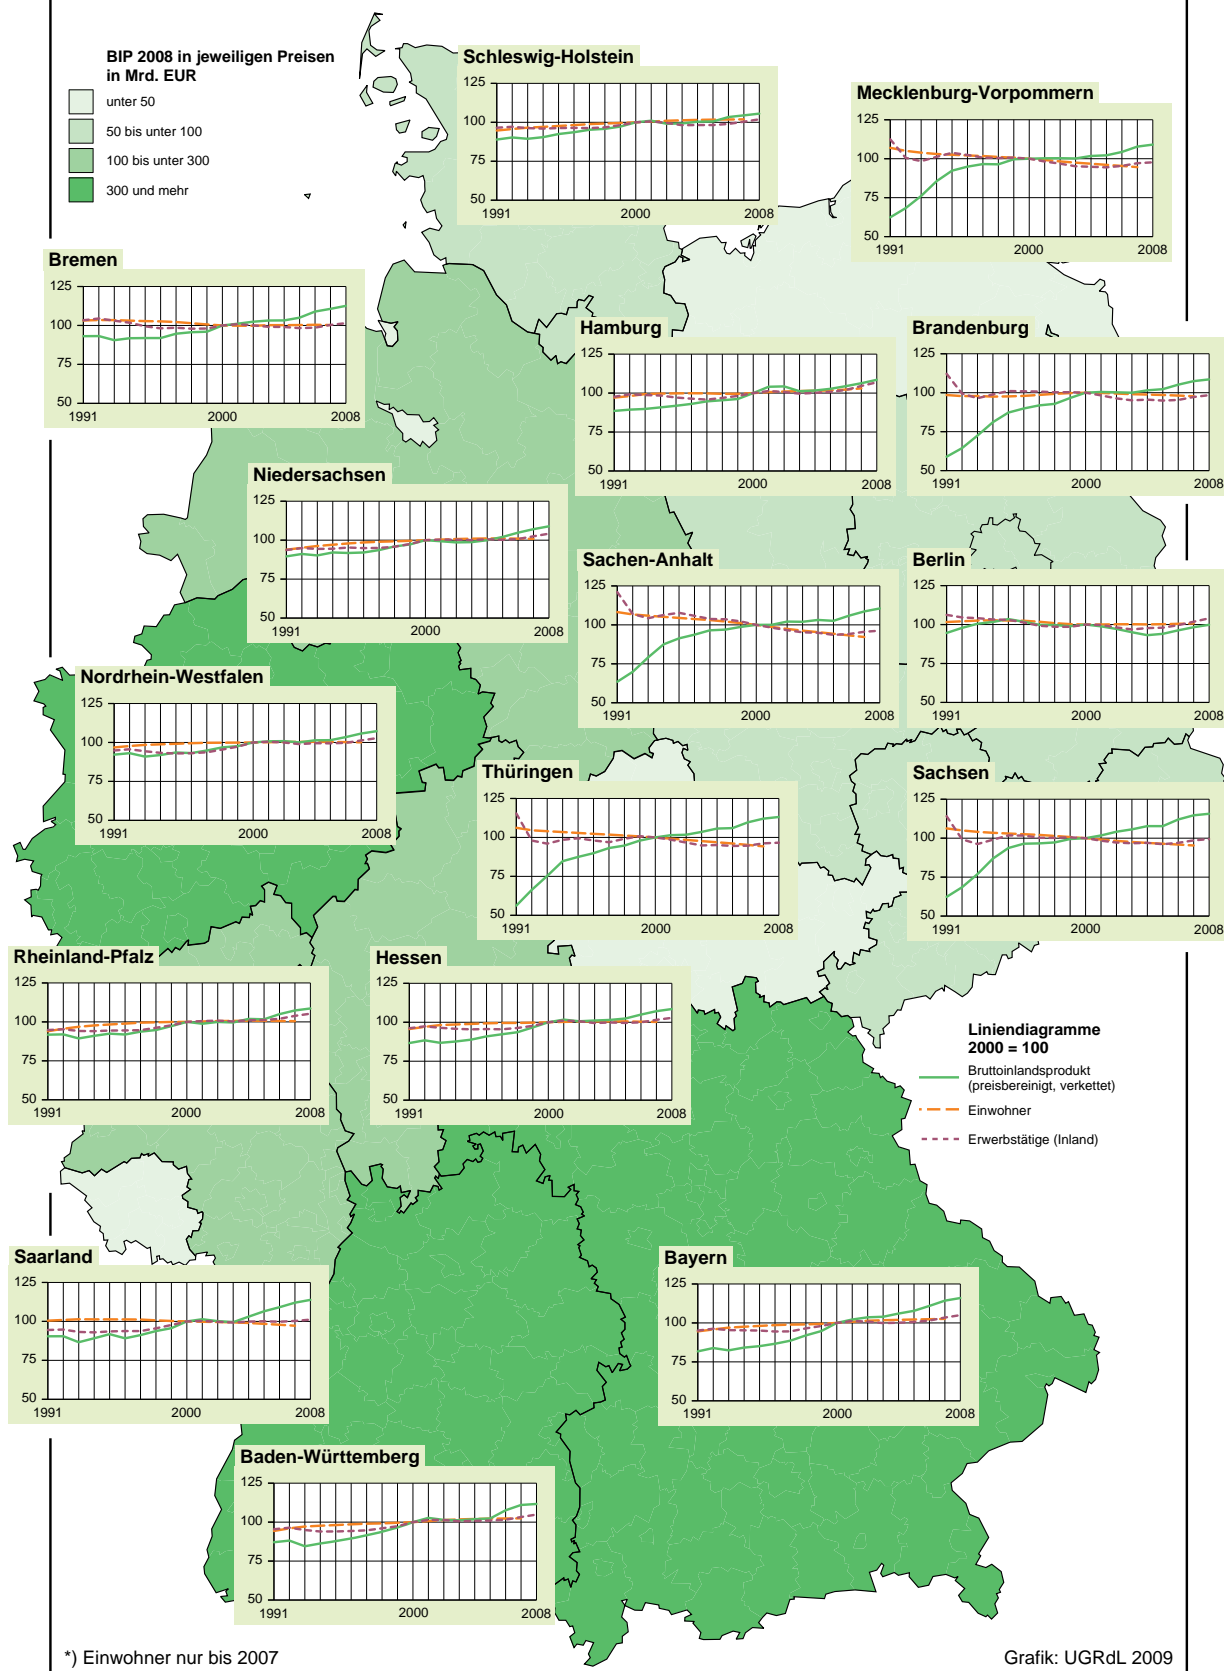 BIP 2008 in jeweiligen Preisen
in Mrd. EUR
unter 50
50 bis unter 100
100 bis unter 300
300 und mehr
Schleswig-Holstein
125
100
75
50
1991 2000 2008
Mecklenburg-Vorpommern
125
100
75
50
1991 2000 2008
Bremen
125
100
75
50
1991 2000 2008
Hamburg
125
100
75
50
1991 2000 2008
Brandenburg
125
100
75
50
1991 2000 2008
Niedersachsen
125
100
75
50
1991 2000 2008
Sachen-Anhalt
125
100
75
50
1991 2000 2008
Berlin
125
100
75
50
1991 2000 2008
Nordrhein-Westfalen
125
100
75
50
1991 2000 2008
Thüringen
125
100
75
50
1991 2000 2008
Sachsen
125
100
75
50
1991 2000 2008
Rheinland-Pfalz
125
100
75
50
1991 2000 2008
Hessen
125
100
75
50
1991 2000 2008
Liniendiagramme
2000 = 100
Bruttoinlandsprodukt
(preisbereinigt, verkettet)
Einwohner
Erwerbstätige (Inland)
Saarland
125
100
75
50
1991 2000 2008
Bayern
125
100
75
50
1991 2000 2008
Baden-Württemberg
125
100
75
50
1991 2000 2008
*) Einwohner nur bis 2007
Grafik: UGRdL 2009